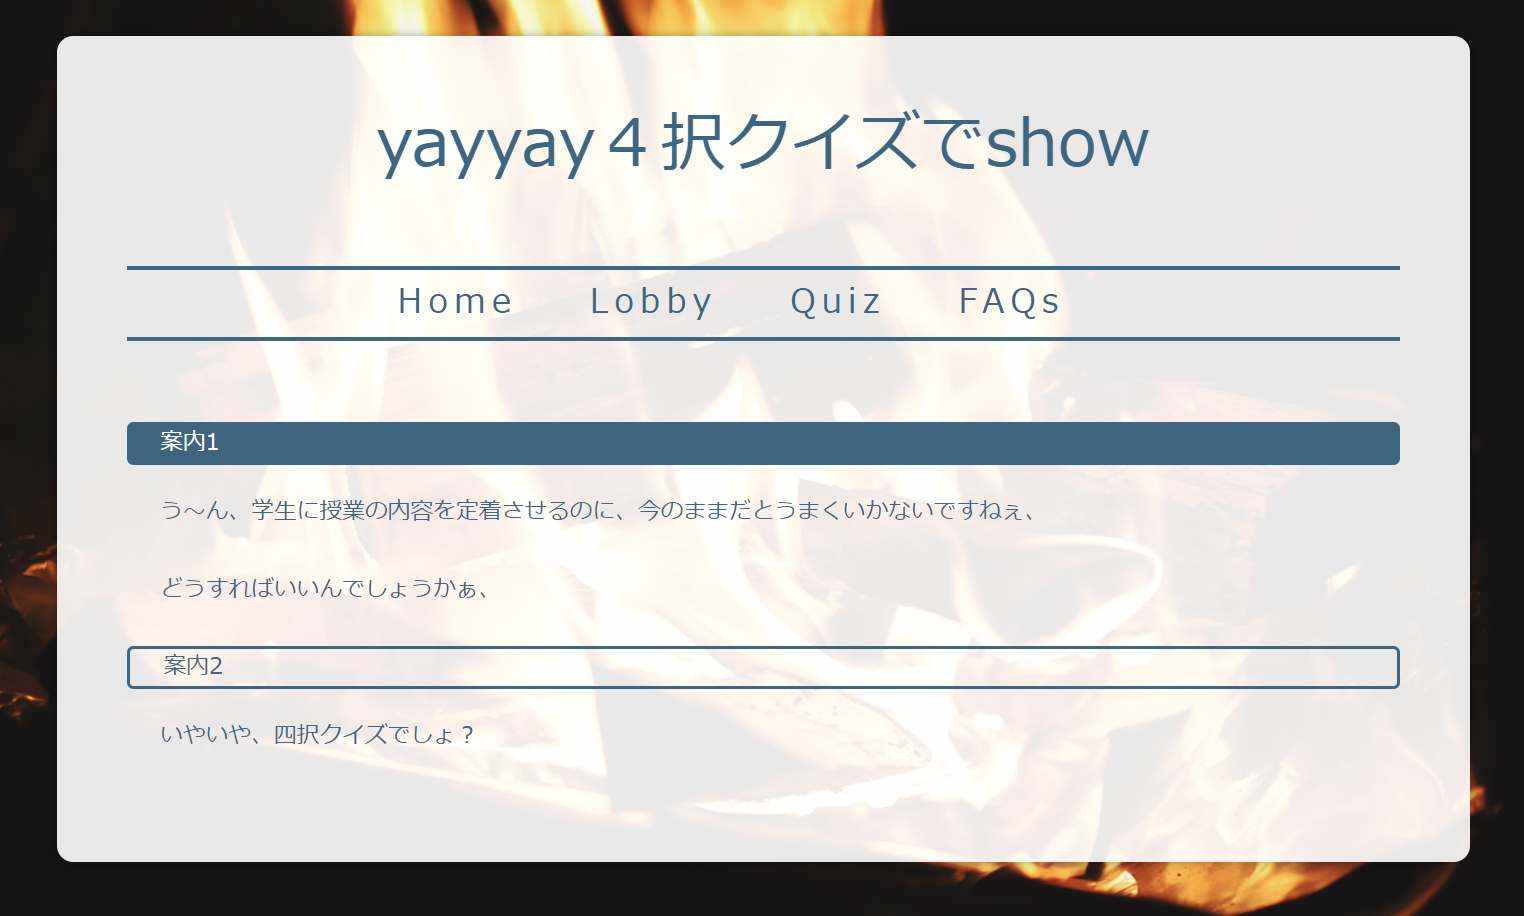 yayyay４択クイズでshow
Home Lobby Quiz FAQs
案内1
う～ん、学生に授業の内容を定着させるのに、今のままだとうまくいかないですねぇ、
どうすればいいんでしょうかぁ、
案内2
いやいや、四択クイズでしょ？